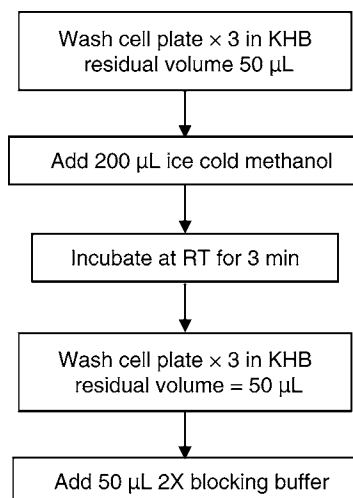 Wash cell plate × 3 in KHB
residual volume 50 µL
Add 200 µL ice cold methanol
Incubate at RT for 3 min
Wash cell plate × 3 in KHB
residual volume = 50 µL
Add 50 µL 2X blocking buffer